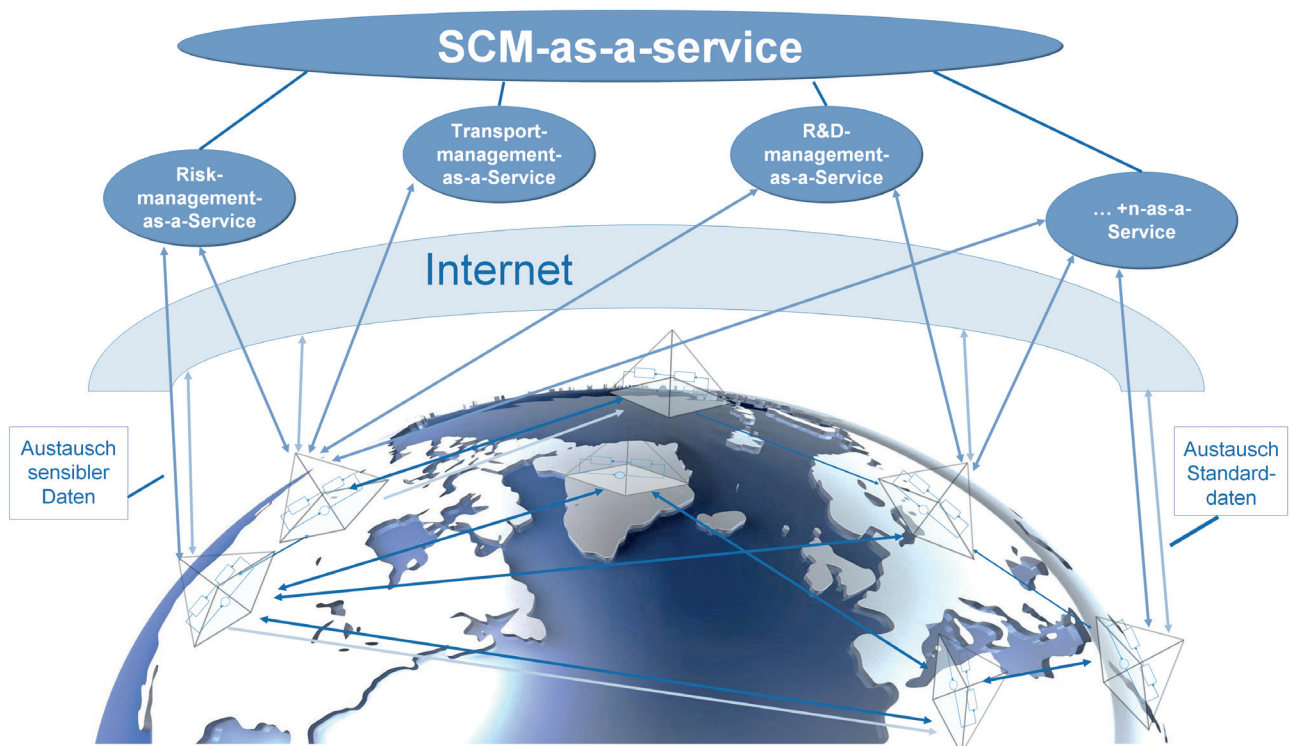 SCM-as-a-service
Transport-
management-
as-a-Service
R&D-
management-
as-a-Service
Risk-
management-
as-a-Service
... +n-as-a-
Service
Internet
Austausch
sensibler
Daten
Austausch
Standard-
daten